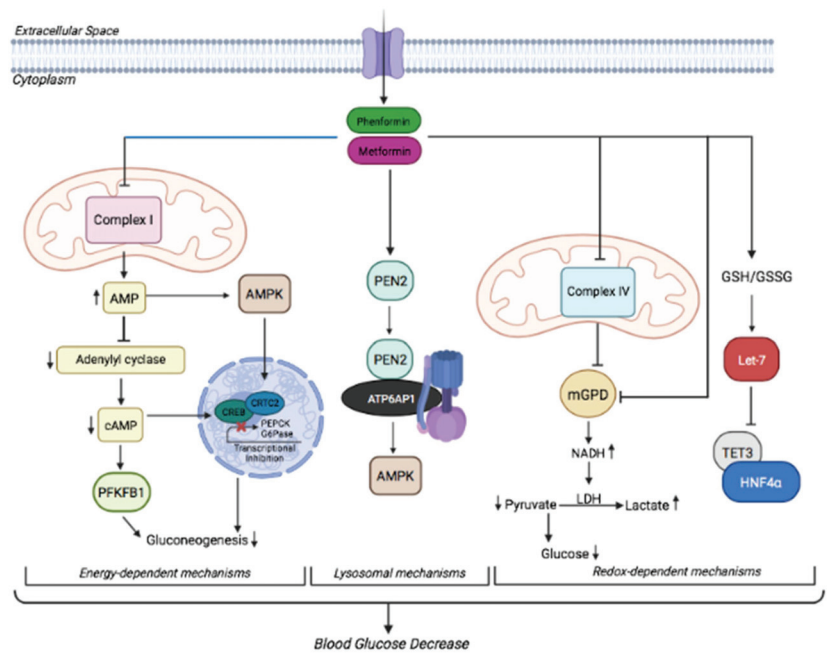 Extracellular Space
Cytoplasm
Phenformin
Metformin
Complex I
AMP
AMPK
Adenylyl cyclase
cAMP
CREB
CRTC2
PEPCK
G6Pase
Transcriptional
Inhibition
PFKFB1
Gluconeogenesis
PEN2
PEN2
ATP6AP1
AMPK
Complex IV
mGPD
NADH
Pyruvate
LDH
Lactate
Glucose
GSH/GSSG
Let-7
TET3
HNF4α
Energy-dependent mechanisms
Lysosomal mechanisms
Redox-dependent mechanisms
Blood Glucose Decrease